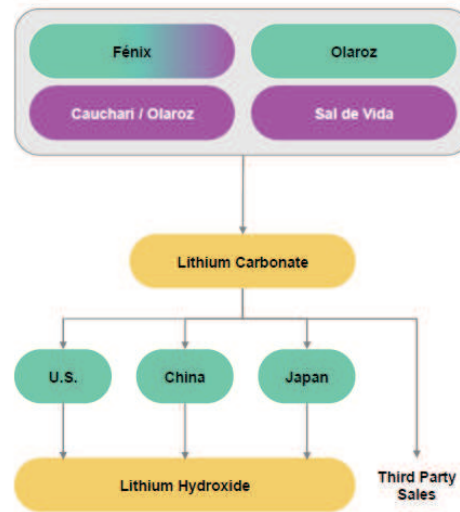 Fénix
Olaroz
Cauchari / Olaroz
Sal de Vida
Lithium Carbonate
U.S.
China
Japan
Lithium Hydroxide
Third Party
Sales